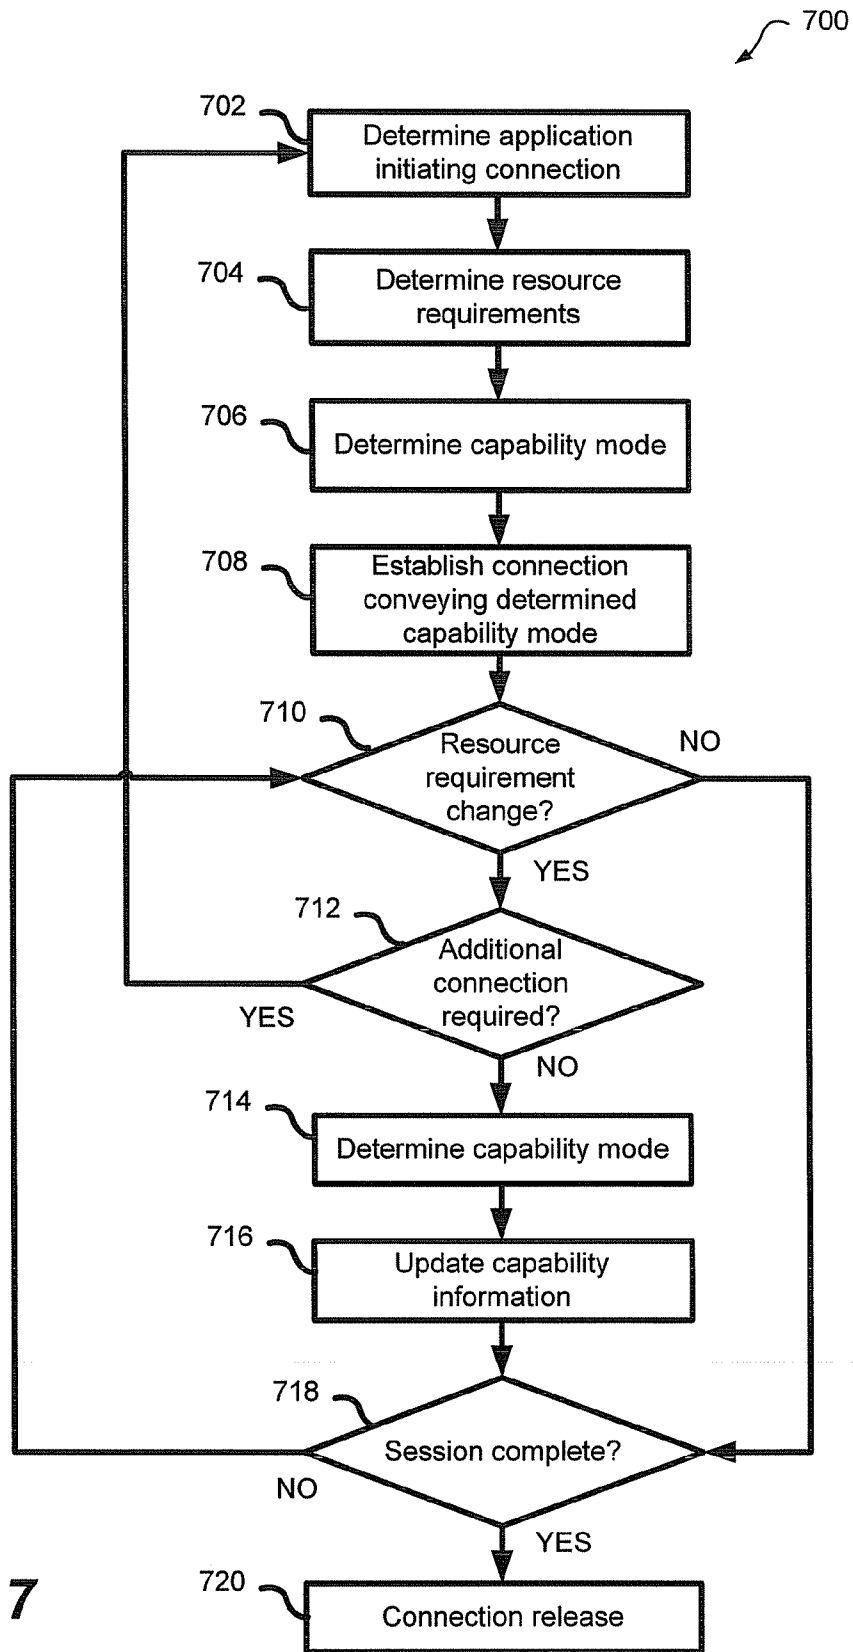 700
702
Determine application
initiating connection
704
Determine resource
requirements
706
Determine capability mode
708
Establish connection
conveying determined
capability mode
710
Resource
requirement
change?
NO
YES
712
Additional
connection
required?
YES
NO
714
Determine capability mode
716
Update capability
information
718
Session complete?
NO
YES
720
Connection release
7